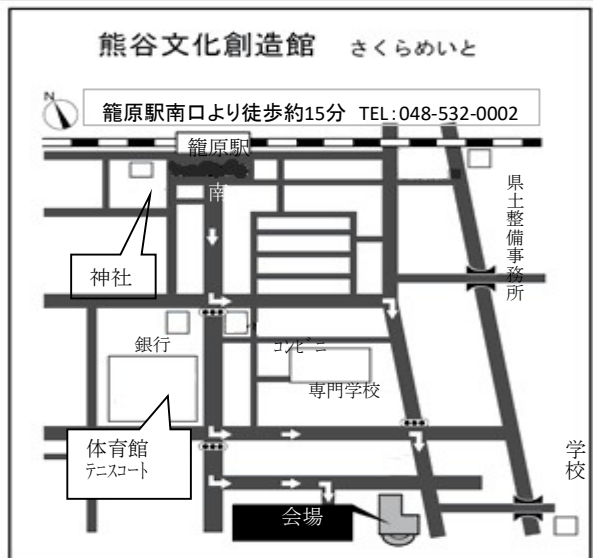 熊谷文化創造館 さくらめいと
N
籠原駅南口より徒歩約15分 TEL:048-532-0002
籠原駅
南
県土整備事務所
神社
銀行
コンビニ
専門学校
体育館
テニスコート
学校
会場